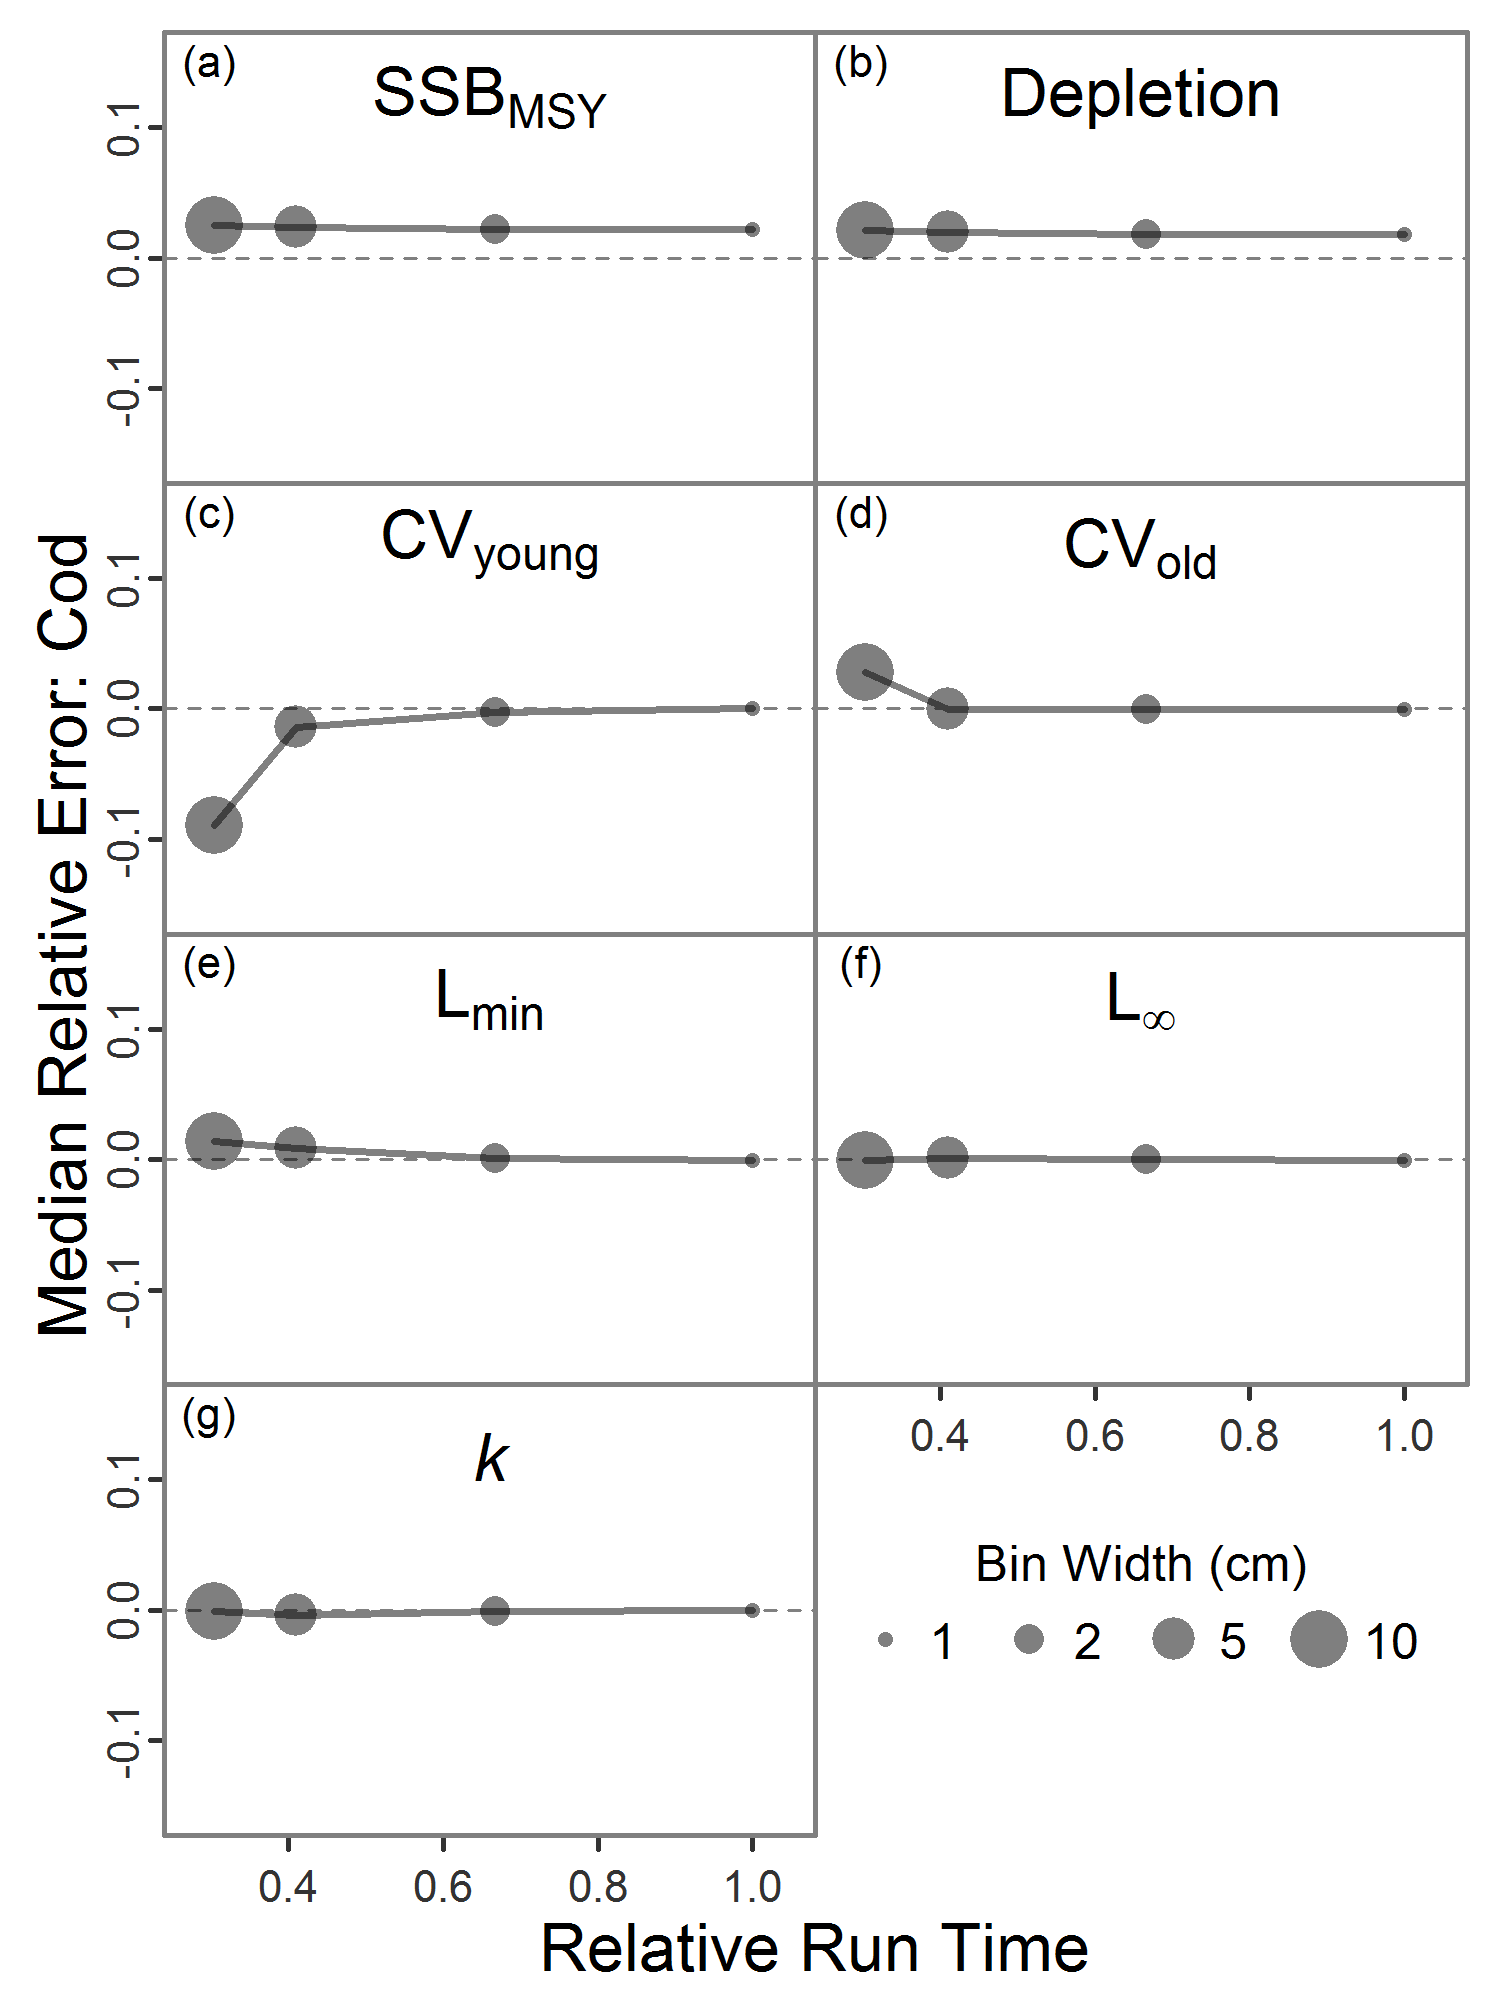 (a) SSBMSY
(b) Depletion
0.1
0.0
-0.1
(c) CVyoung
(d) CVold
0.1
0.0
-0.1
(e) Lmin
(f) L∞
0.1
0.0
-0.1
(g) k
0.1
0.0
-0.1
0.4 0.6 0.8 1.0
Bin Width (cm)
1 2 5 10
0.4 0.6 0.8 1.0
Relative Run Time
Median Relative Error: Cod